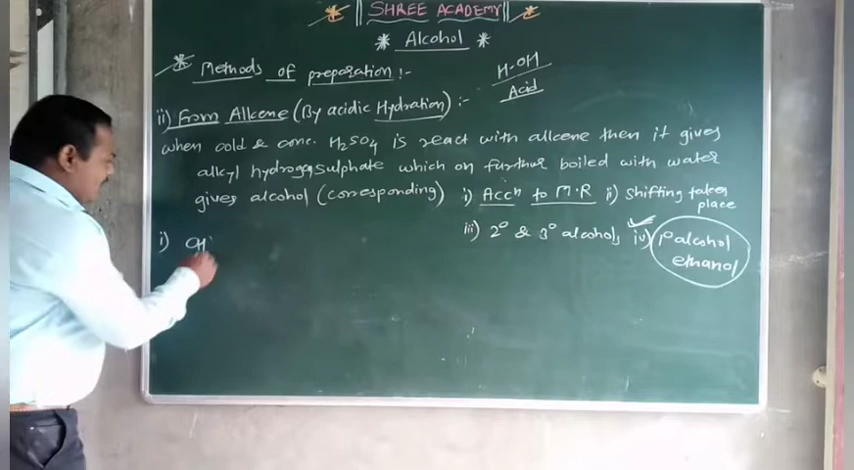 SHREE ACADEMY
* Alcohol *
* Methods of preparation :-
H-OH
Acid
ii) From Alkene (By acidic Hydration) :-
when cold & conc. H₂SO₄ is react with alkene then it gives
alkyl hydrogen sulphate which on further boiled with water
gives alcohol (corresponding) i) Accⁿ to M.R ii) Shifting takes place
iii) 2° & 3° alcohols iv) 1° alcohol
ethanol
i) CH